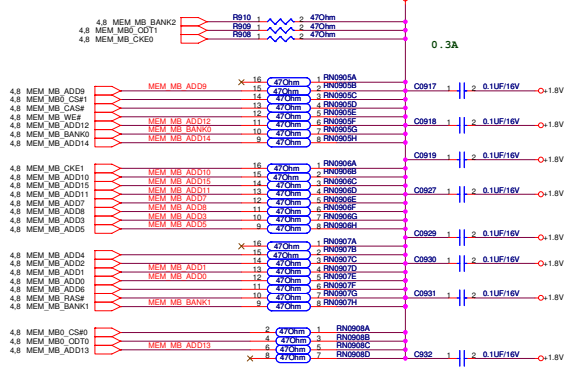 4,8 MEM_MB_BANK2 R910 1 2 47Ohm
4,8 MEM_MB0_ODT1 R909 1 2 47Ohm
4,8 MEM_MB_CKE0 R908 1 2 47Ohm
0.3A
16 47Ohm 1 RN0905A
4,8 MEM_MB_ADD9 MEM_MB_ADD9 15 47Ohm 2 RN0905B C0917 1 2 0.1UF/16V +1.8V
4,8 MEM_MB0_CS#1 14 47Ohm 3 RN0905C
4,8 MEM_MB_CAS# 13 47Ohm 4 RN0905D
4,8 MEM_MB_WE# 12 47Ohm 5 RN0905E
4,8 MEM_MB_ADD12 MEM_MB_ADD12 11 47Ohm 6 RN0905F C0918 1 2 0.1UF/16V +1.8V
4,8 MEM_MB_BANK0 MEM_MB_BANK0 10 47Ohm 7 RN0905G
4,8 MEM_MB_ADD14 MEM_MB_ADD14 9 47Ohm 8 RN0905H
C0919 1 2 0.1UF/16V +1.8V
4,8 MEM_MB_CKE1 16 47Ohm 1 RN0906A
4,8 MEM_MB_ADD10 MEM_MB_ADD10 15 47Ohm 2 RN0906B
4,8 MEM_MB_ADD15 MEM_MB_ADD15 14 47Ohm 3 RN0906C
4,8 MEM_MB_ADD11 MEM_MB_ADD11 13 47Ohm 4 RN0906D C0927 1 2 0.1UF/16V +1.8V
4,8 MEM_MB_ADD7 MEM_MB_ADD7 12 47Ohm 5 RN0906E
4,8 MEM_MB_ADD8 MEM_MB_ADD8 11 47Ohm 6 RN0906F
4,8 MEM_MB_ADD3 MEM_MB_ADD3 10 47Ohm 7 RN0906G
4,8 MEM_MB_ADD5 MEM_MB_ADD5 9 47Ohm 8 RN0906H
C0929 1 2 0.1UF/16V +1.8V
16 47Ohm 1 RN0907A
4,8 MEM_MB_ADD4 15 47Ohm 2 RN0907B
4,8 MEM_MB_ADD2 14 47Ohm 3 RN0907C C0930 1 2 0.1UF/16V +1.8V
4,8 MEM_MB_ADD1 MEM_MB_ADD1 13 47Ohm 4 RN0907D
4,8 MEM_MB_ADD0 MEM_MB_ADD0 12 47Ohm 5 RN0907E
4,8 MEM_MB_ADD6 11 47Ohm 6 RN0907F
4,8 MEM_MB_RAS# 10 47Ohm 7 RN0907G C0931 1 2 0.1UF/16V +1.8V
4,8 MEM_MB_BANK1 MEM_MB_BANK1 9 47Ohm 8 RN0907H
4,8 MEM_MB0_CS#0 2 47Ohm 1 RN0908A
4,8 MEM_MB0_ODT0 4 47Ohm 3 RN0908B
4,8 MEM_MB_ADD13 MEM_MB_ADD13 6 47Ohm 5 RN0908C
8 47Ohm 7 RN0908D C932 1 2 0.1UF/16V +1.8V